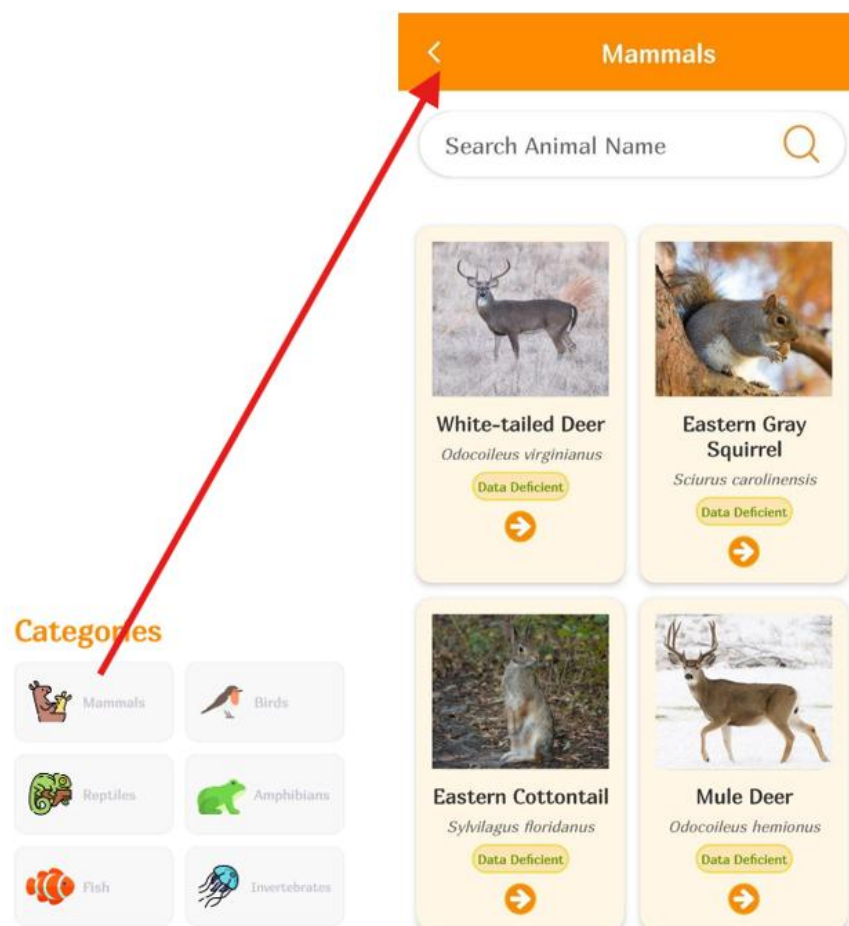 Mammals
Search Animal Name
White-tailed Deer
Odocoileus virginianus
Data Deficient
Eastern Gray
Squirrel
Sciurus carolinensis
Data Deficient
Eastern Cottontail
Sylvilagus floridanus
Data Deficient
Mule Deer
Odocoileus hemionus
Data Deficient
Categories
Mammals
Birds
Reptiles
Amphibians
Fish
Invertebrates